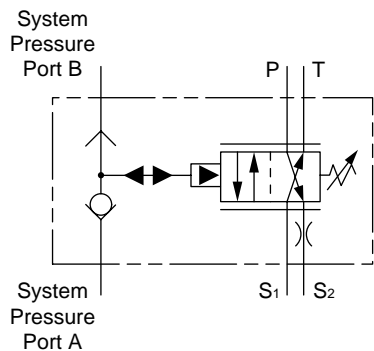 System
Pressure
Port B
P T
S1 S2
System
Pressure
Port A